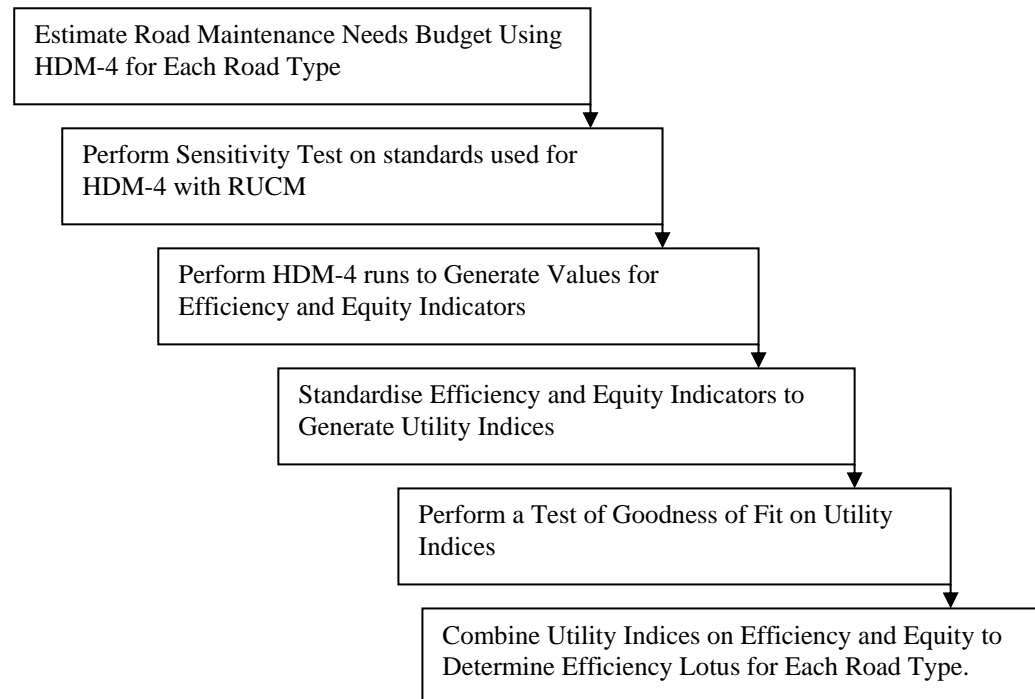 Estimate Road Maintenance Needs Budget Using
HDM-4 for Each Road Type
Perform Sensitivity Test on standards used for
HDM-4 with RUCM
Perform HDM-4 runs to Generate Values for
Efficiency and Equity Indicators
Standardise Efficiency and Equity Indicators to
Generate Utility Indices
Perform a Test of Goodness of Fit on Utility
Indices
Combine Utility Indices on Efficiency and Equity to
Determine Efficiency Lotus for Each Road Type.